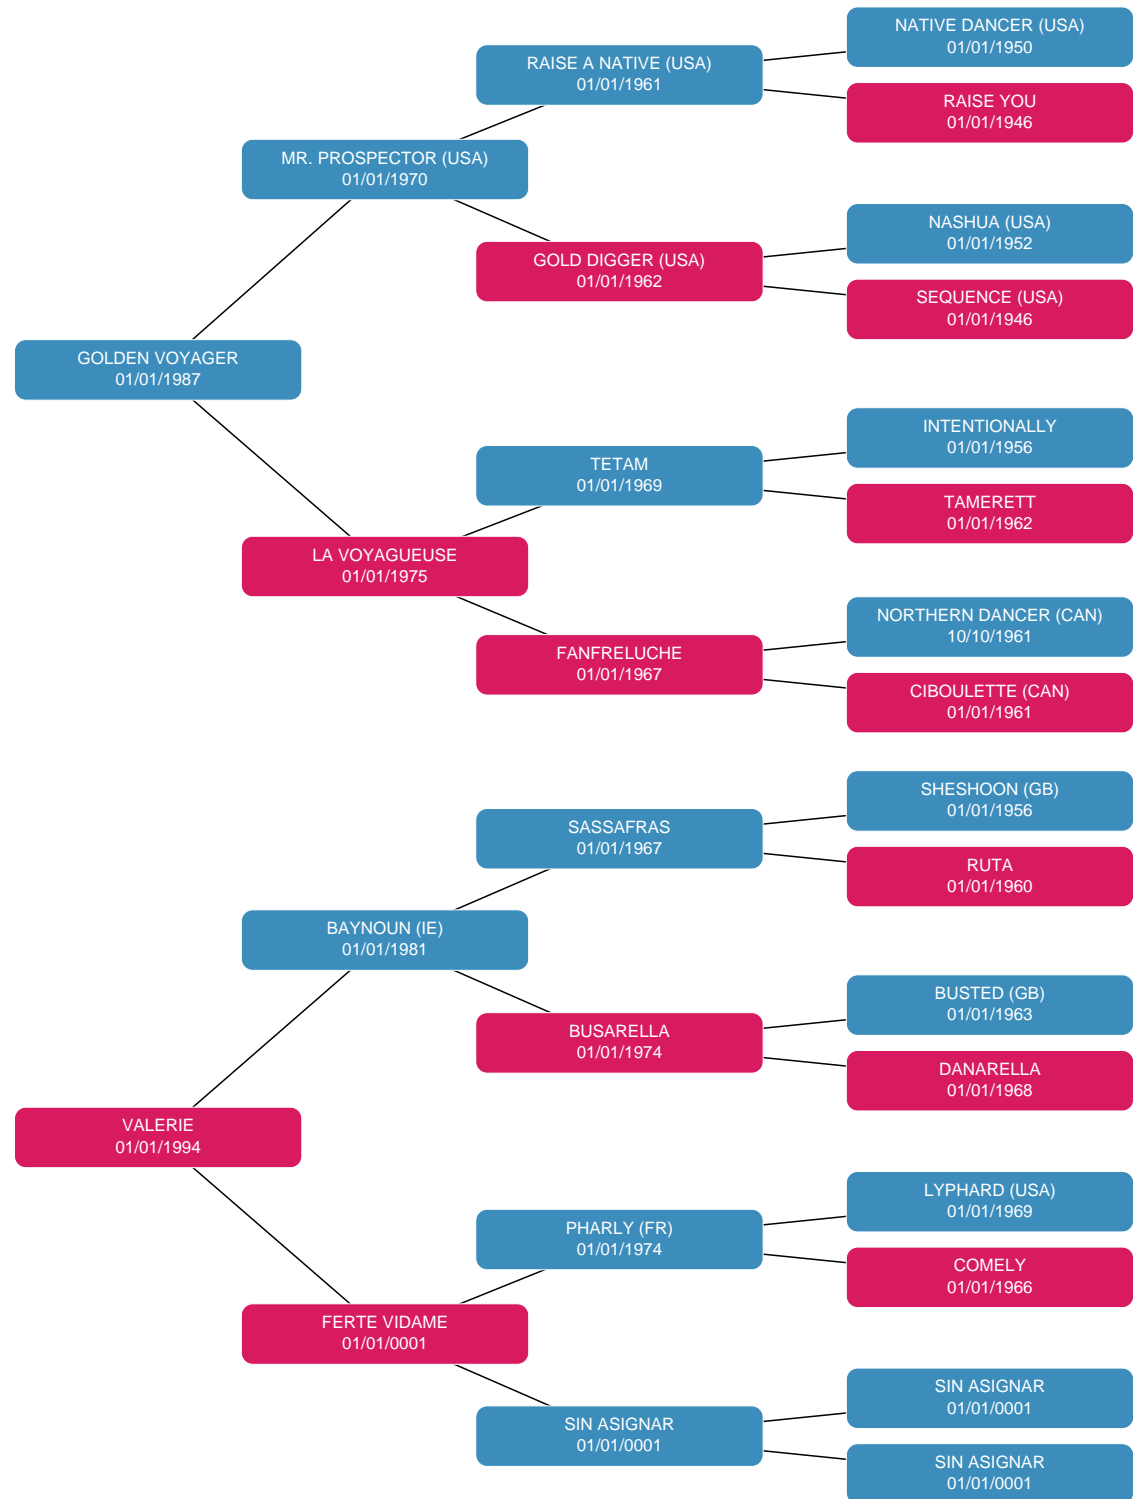 NATIVE DANCER (USA)
01/01/1950
RAISE A NATIVE (USA)
01/01/1961
RAISE YOU
01/01/1946
MR. PROSPECTOR (USA)
01/01/1970
NASHUA (USA)
01/01/1952
GOLD DIGGER (USA)
01/01/1962
SEQUENCE (USA)
01/01/1946
GOLDEN VOYAGER
01/01/1987
INTENTIONALLY
01/01/1956
TETAM
01/01/1969
TAMERETT
01/01/1962
LA VOYAGUEUSE
01/01/1975
NORTHERN DANCER (CAN)
10/10/1961
FANFRELUCHE
01/01/1967
CIBOULETTE (CAN)
01/01/1961
SHESHOON (GB)
01/01/1956
SASSAFRAS
01/01/1967
RUTA
01/01/1960
BAYNOUN (IE)
01/01/1981
BUSTED (GB)
01/01/1963
BUSARELLA
01/01/1974
DANARELLA
01/01/1968
VALERIE
01/01/1994
LYPHARD (USA)
01/01/1969
PHARLY (FR)
01/01/1974
COMELY
01/01/1966
FERTE VIDAME
01/01/0001
SIN ASIGNAR
01/01/0001
SIN ASIGNAR
01/01/0001
SIN ASIGNAR
01/01/0001